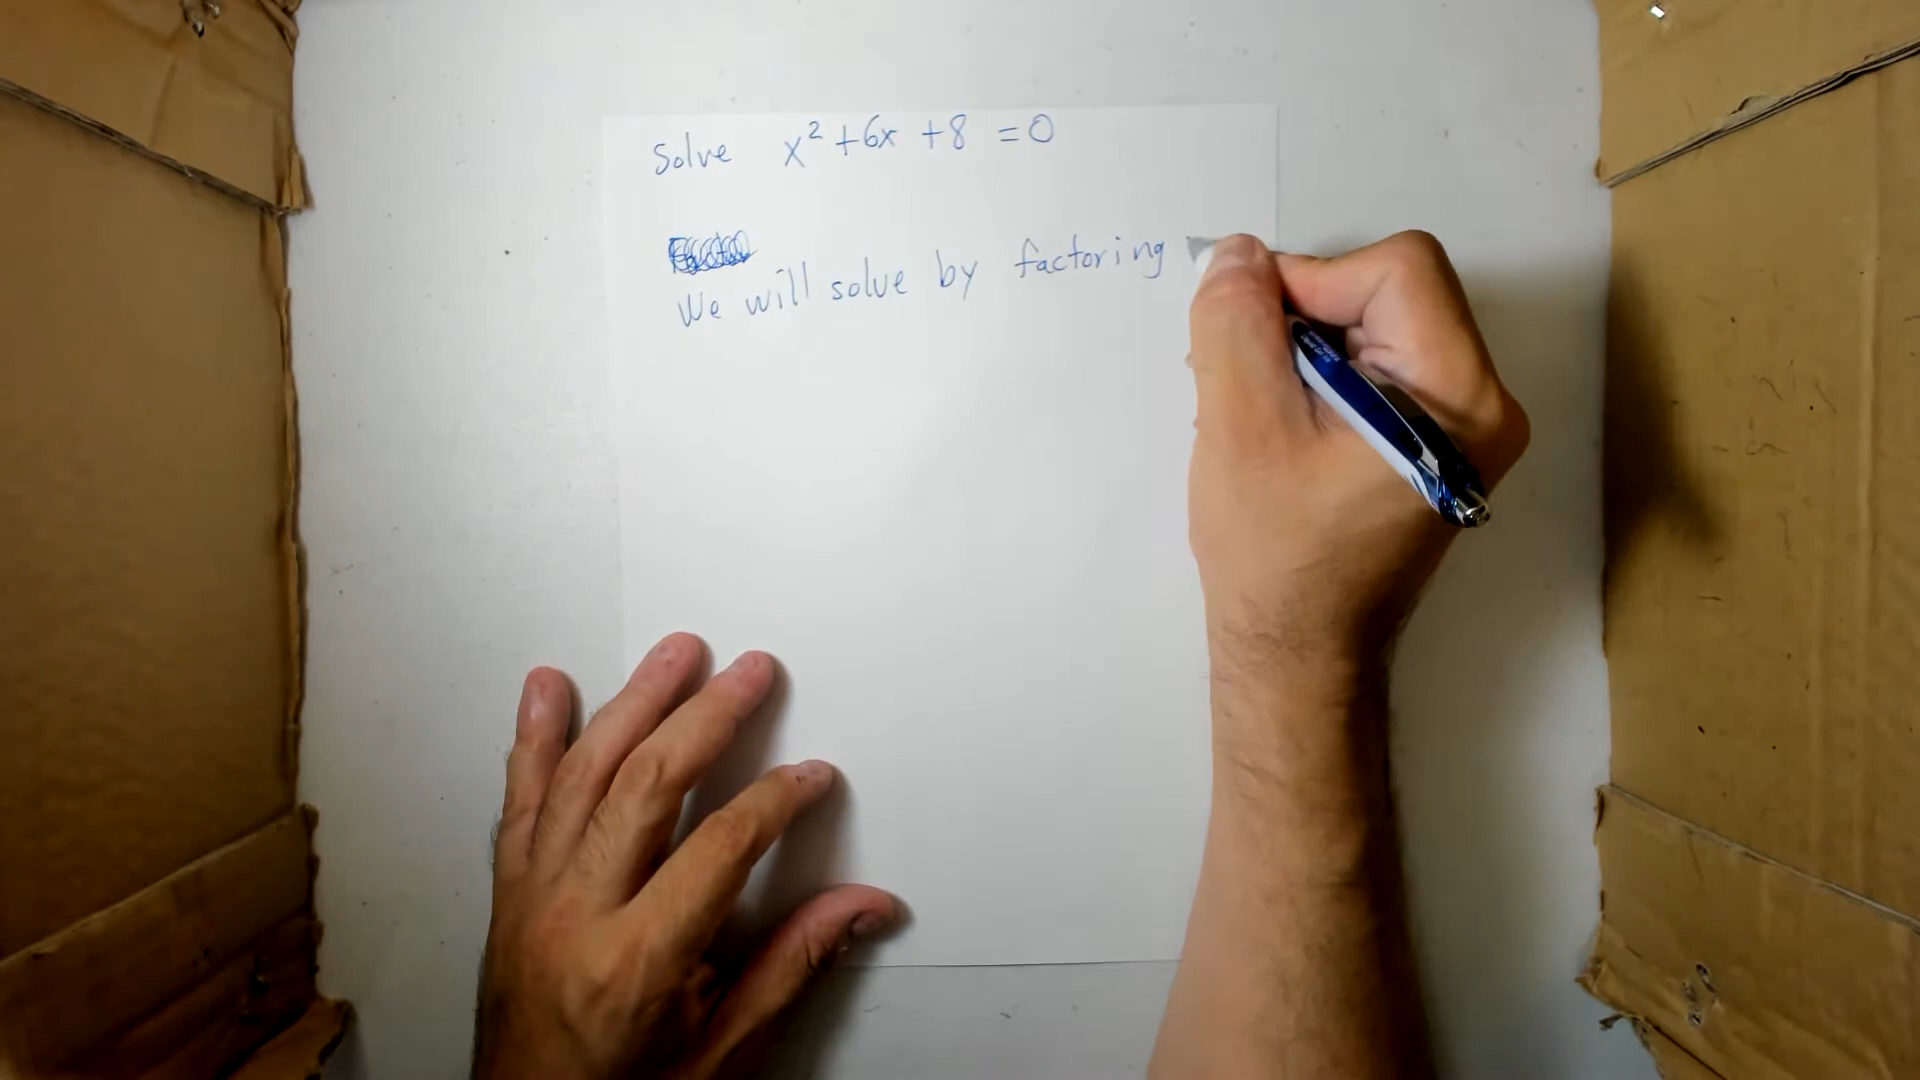 Solve x² + 6x + 8 = 0
We will solve by factoring